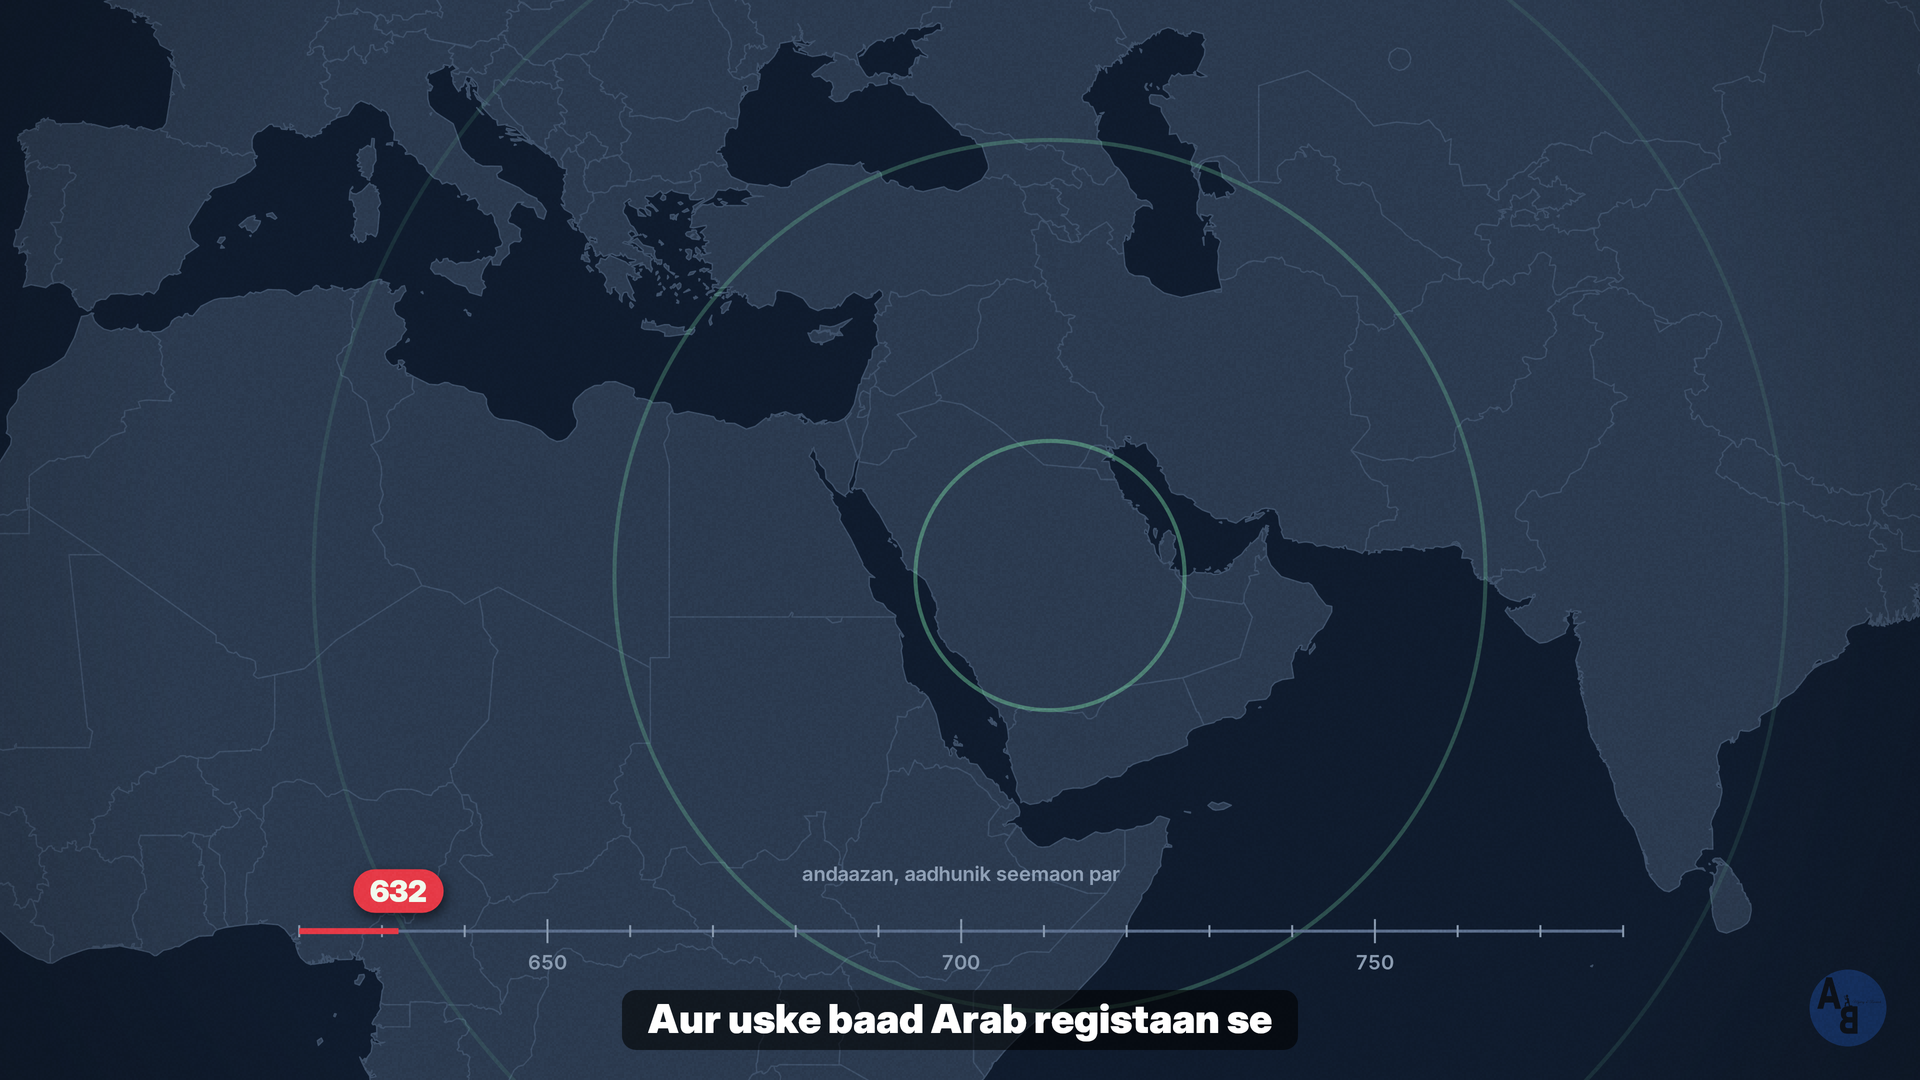 andaazan, aadhunik seemaon par
632
650 700 750
Aur uske baad Arab registaan se
A
B